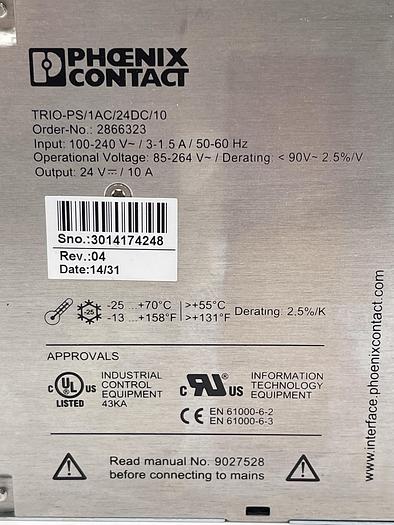 PHŒNIX
CONTACT
TRIO-PS/1AC/24DC/10
Order-No.: 2866323
Input: 100-240 V~ / 3-1.5 A / 50-60 Hz
Operational Voltage: 85-264 V~ / Derating: < 90V~ 2.5%/V
Output: 24 V⎓ / 10 A
Sno.:3014174248
Rev.:04
Date:14/31
-25 -25 ...+70°C >+55°C Derating: 2,5%/K
-13 ...+158°F >+131°F
APPROVALS
C UL US LISTED INDUSTRIAL CONTROL EQUIPMENT 43KA
C RU US INFORMATION TECHNOLOGY EQUIPMENT
CE EN 61000-6-2
EN 61000-6-3
Read manual No. 9027528
before connecting to mains
www.interface.phoenixcontact.com